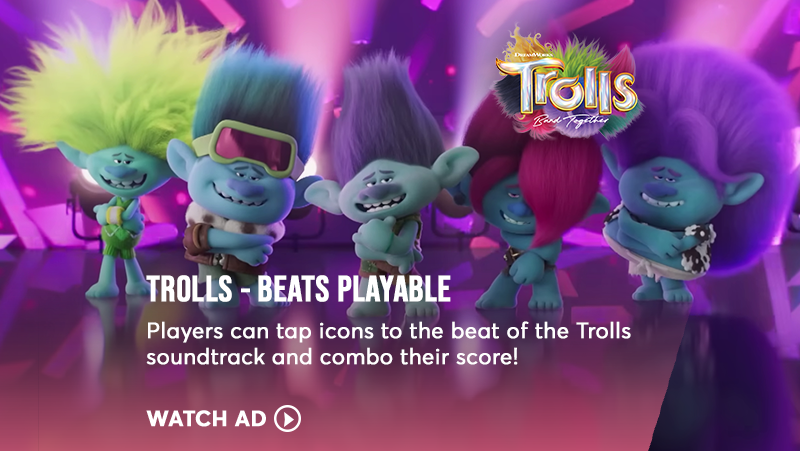 DREAMWORKS
Trolls
Band Together
TROLLS - BEATS PLAYABLE
Players can tap icons to the beat of the Trolls
soundtrack and combo their score!
WATCH AD